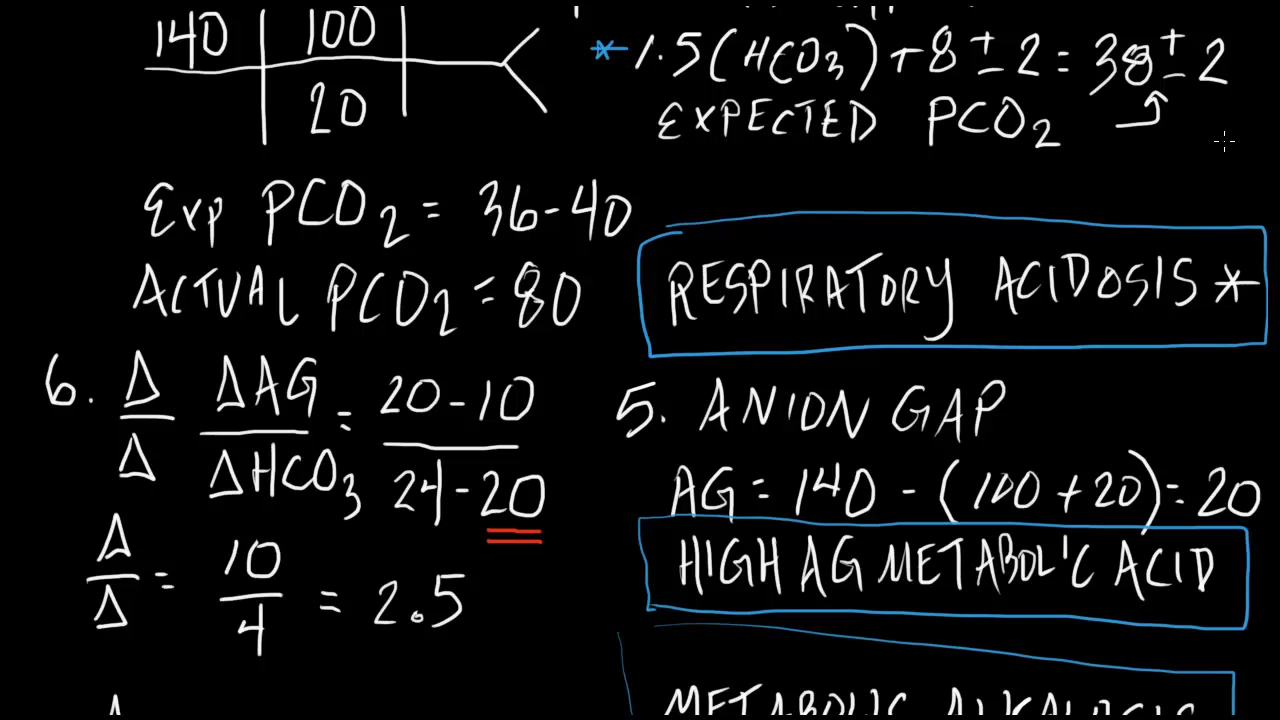 140 100
20
* 1.5(HCO3) + 8 ± 2 = 38 ± 2
EXPECTED PCO2
Exp PCO2 = 36-40
ACTUAL PCO2 = 80
RESPIRATORY ACIDOSIS *
6. Δ/Δ ΔAG/ΔHCO3 = 20-10/24-20
Δ/Δ = 10/4 = 2.5
5. ANION GAP
AG = 140 - (100 + 20) = 20
HIGH AG METABOLIC ACID
METABOLIC ALKALOSIS